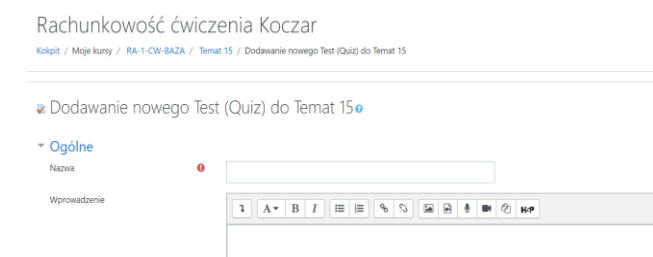 Rachunkowość ćwiczenia Koczar
Kokpit / Moje kursy / RA-1-CW-BAZA / Temat 15 / Dodawanie nowego Test (Quiz) do Temat 15
Dodawanie nowego Test (Quiz) do Temat 15
Ogólne
Nazwa
Wprowadzenie
A B I H5P